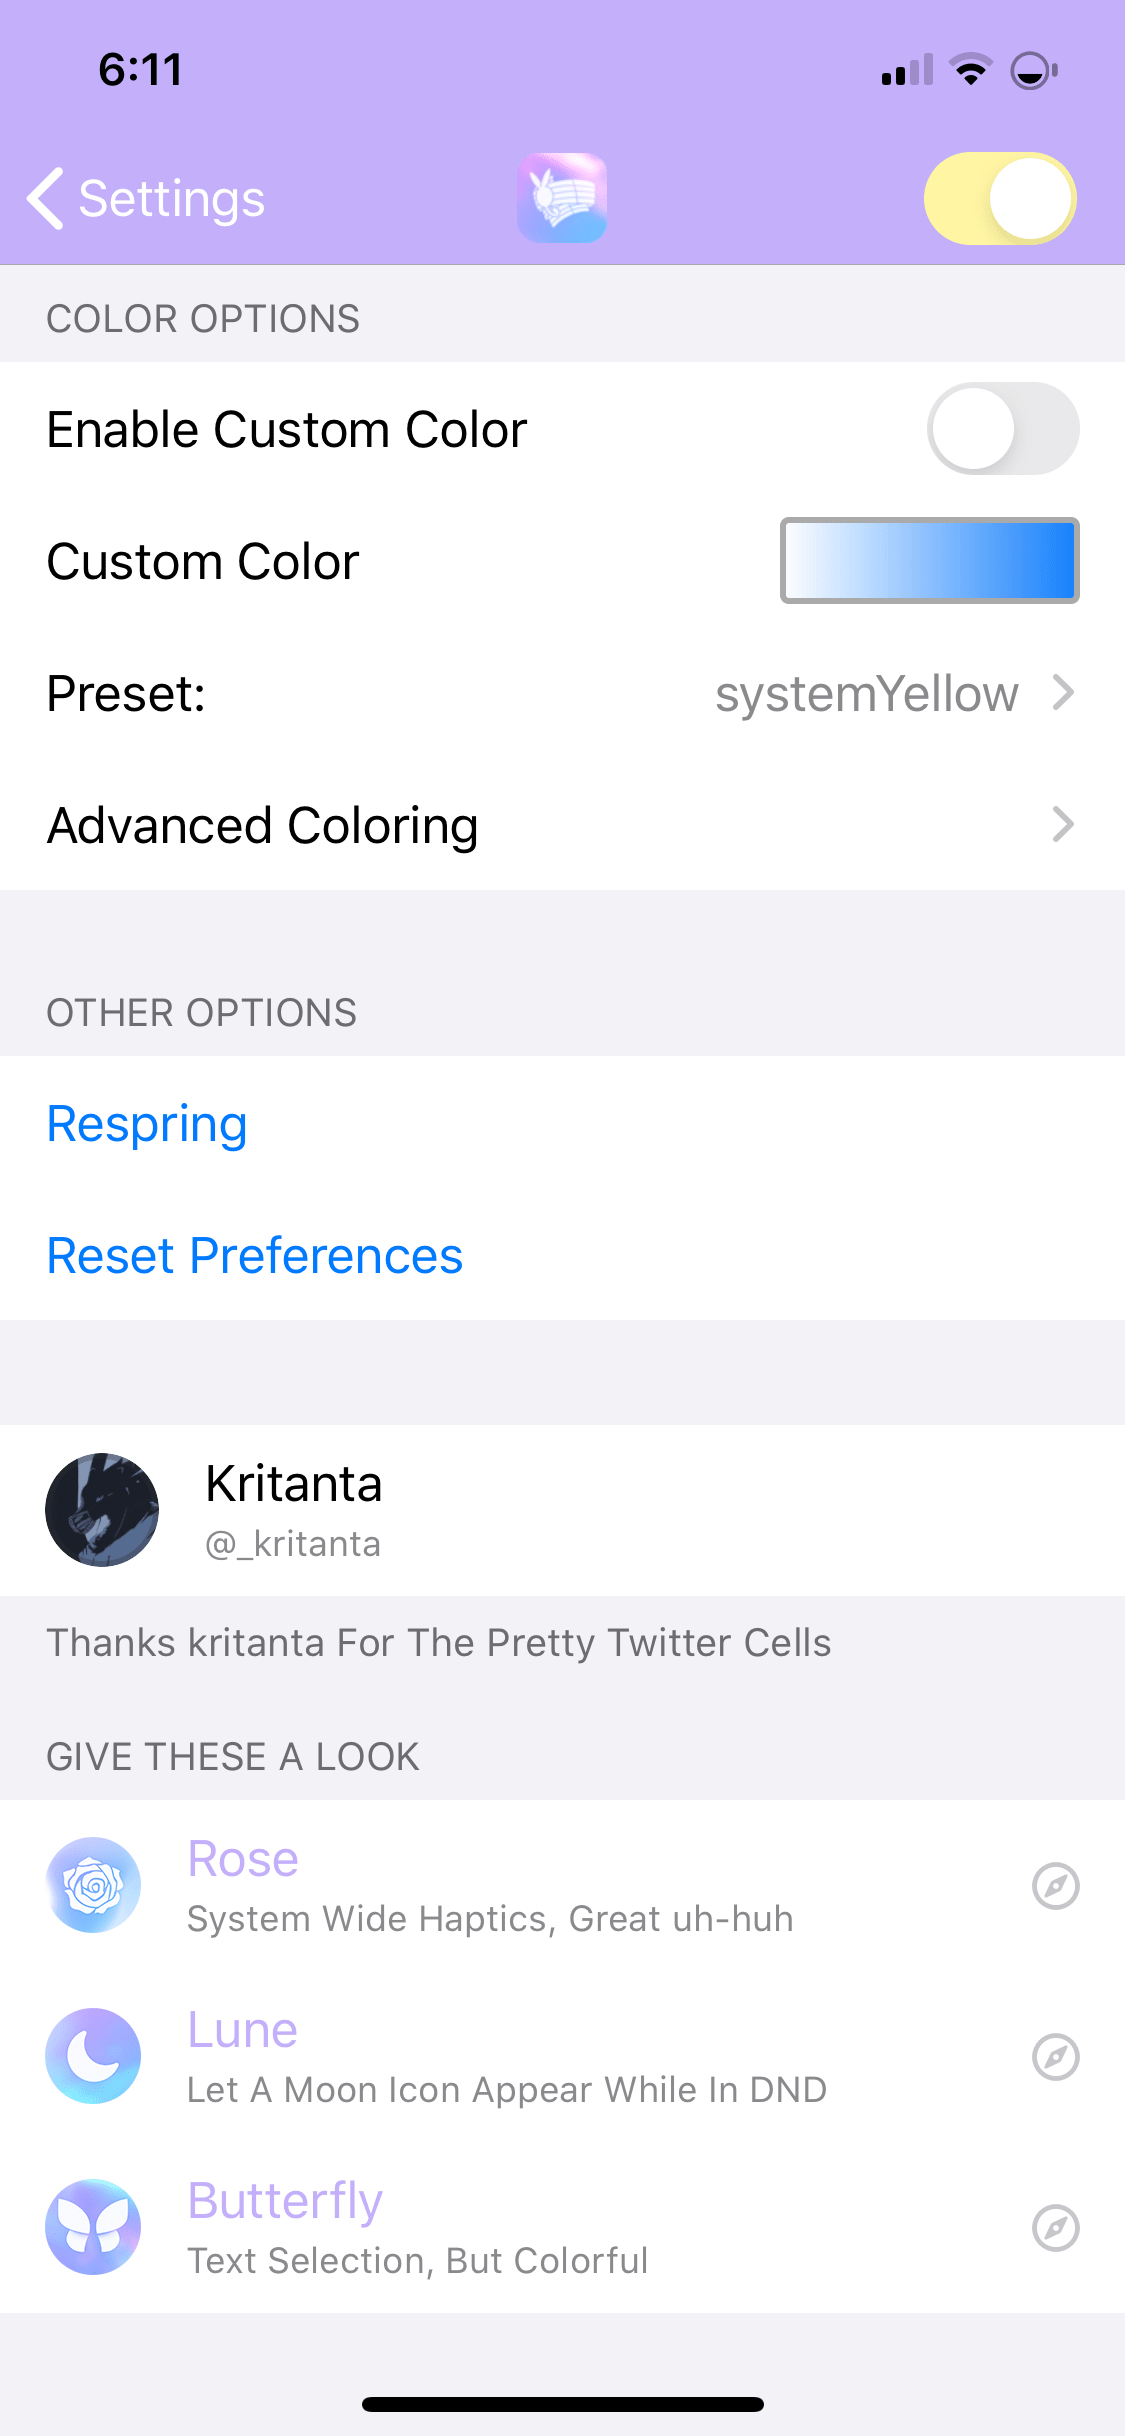 6:11
Settings
COLOR OPTIONS
Enable Custom Color
Custom Color
Preset: systemYellow
Advanced Coloring
OTHER OPTIONS
Respring
Reset Preferences
Kritanta
@_kritanta
Thanks kritanta For The Pretty Twitter Cells
GIVE THESE A LOOK
Rose
System Wide Haptics, Great uh-huh
Lune
Let A Moon Icon Appear While In DND
Butterfly
Text Selection, But Colorful